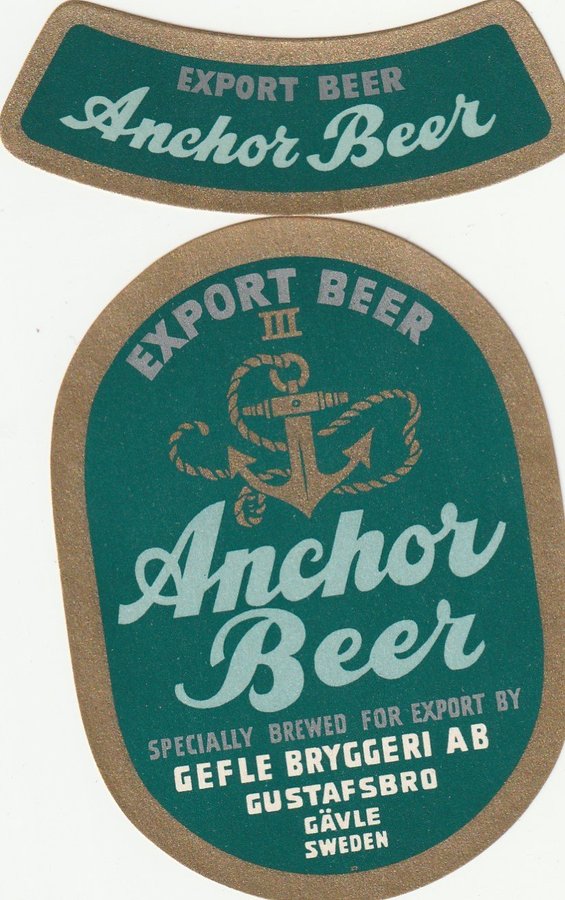 EXPORT BEER
Anchor Beer
EXPORT BEER
III
Anchor
Beer
SPECIALLY BREWED FOR EXPORT BY
GEFLE BRYGGERI AB
GUSTAFSBRO
GÄVLE
SWEDEN